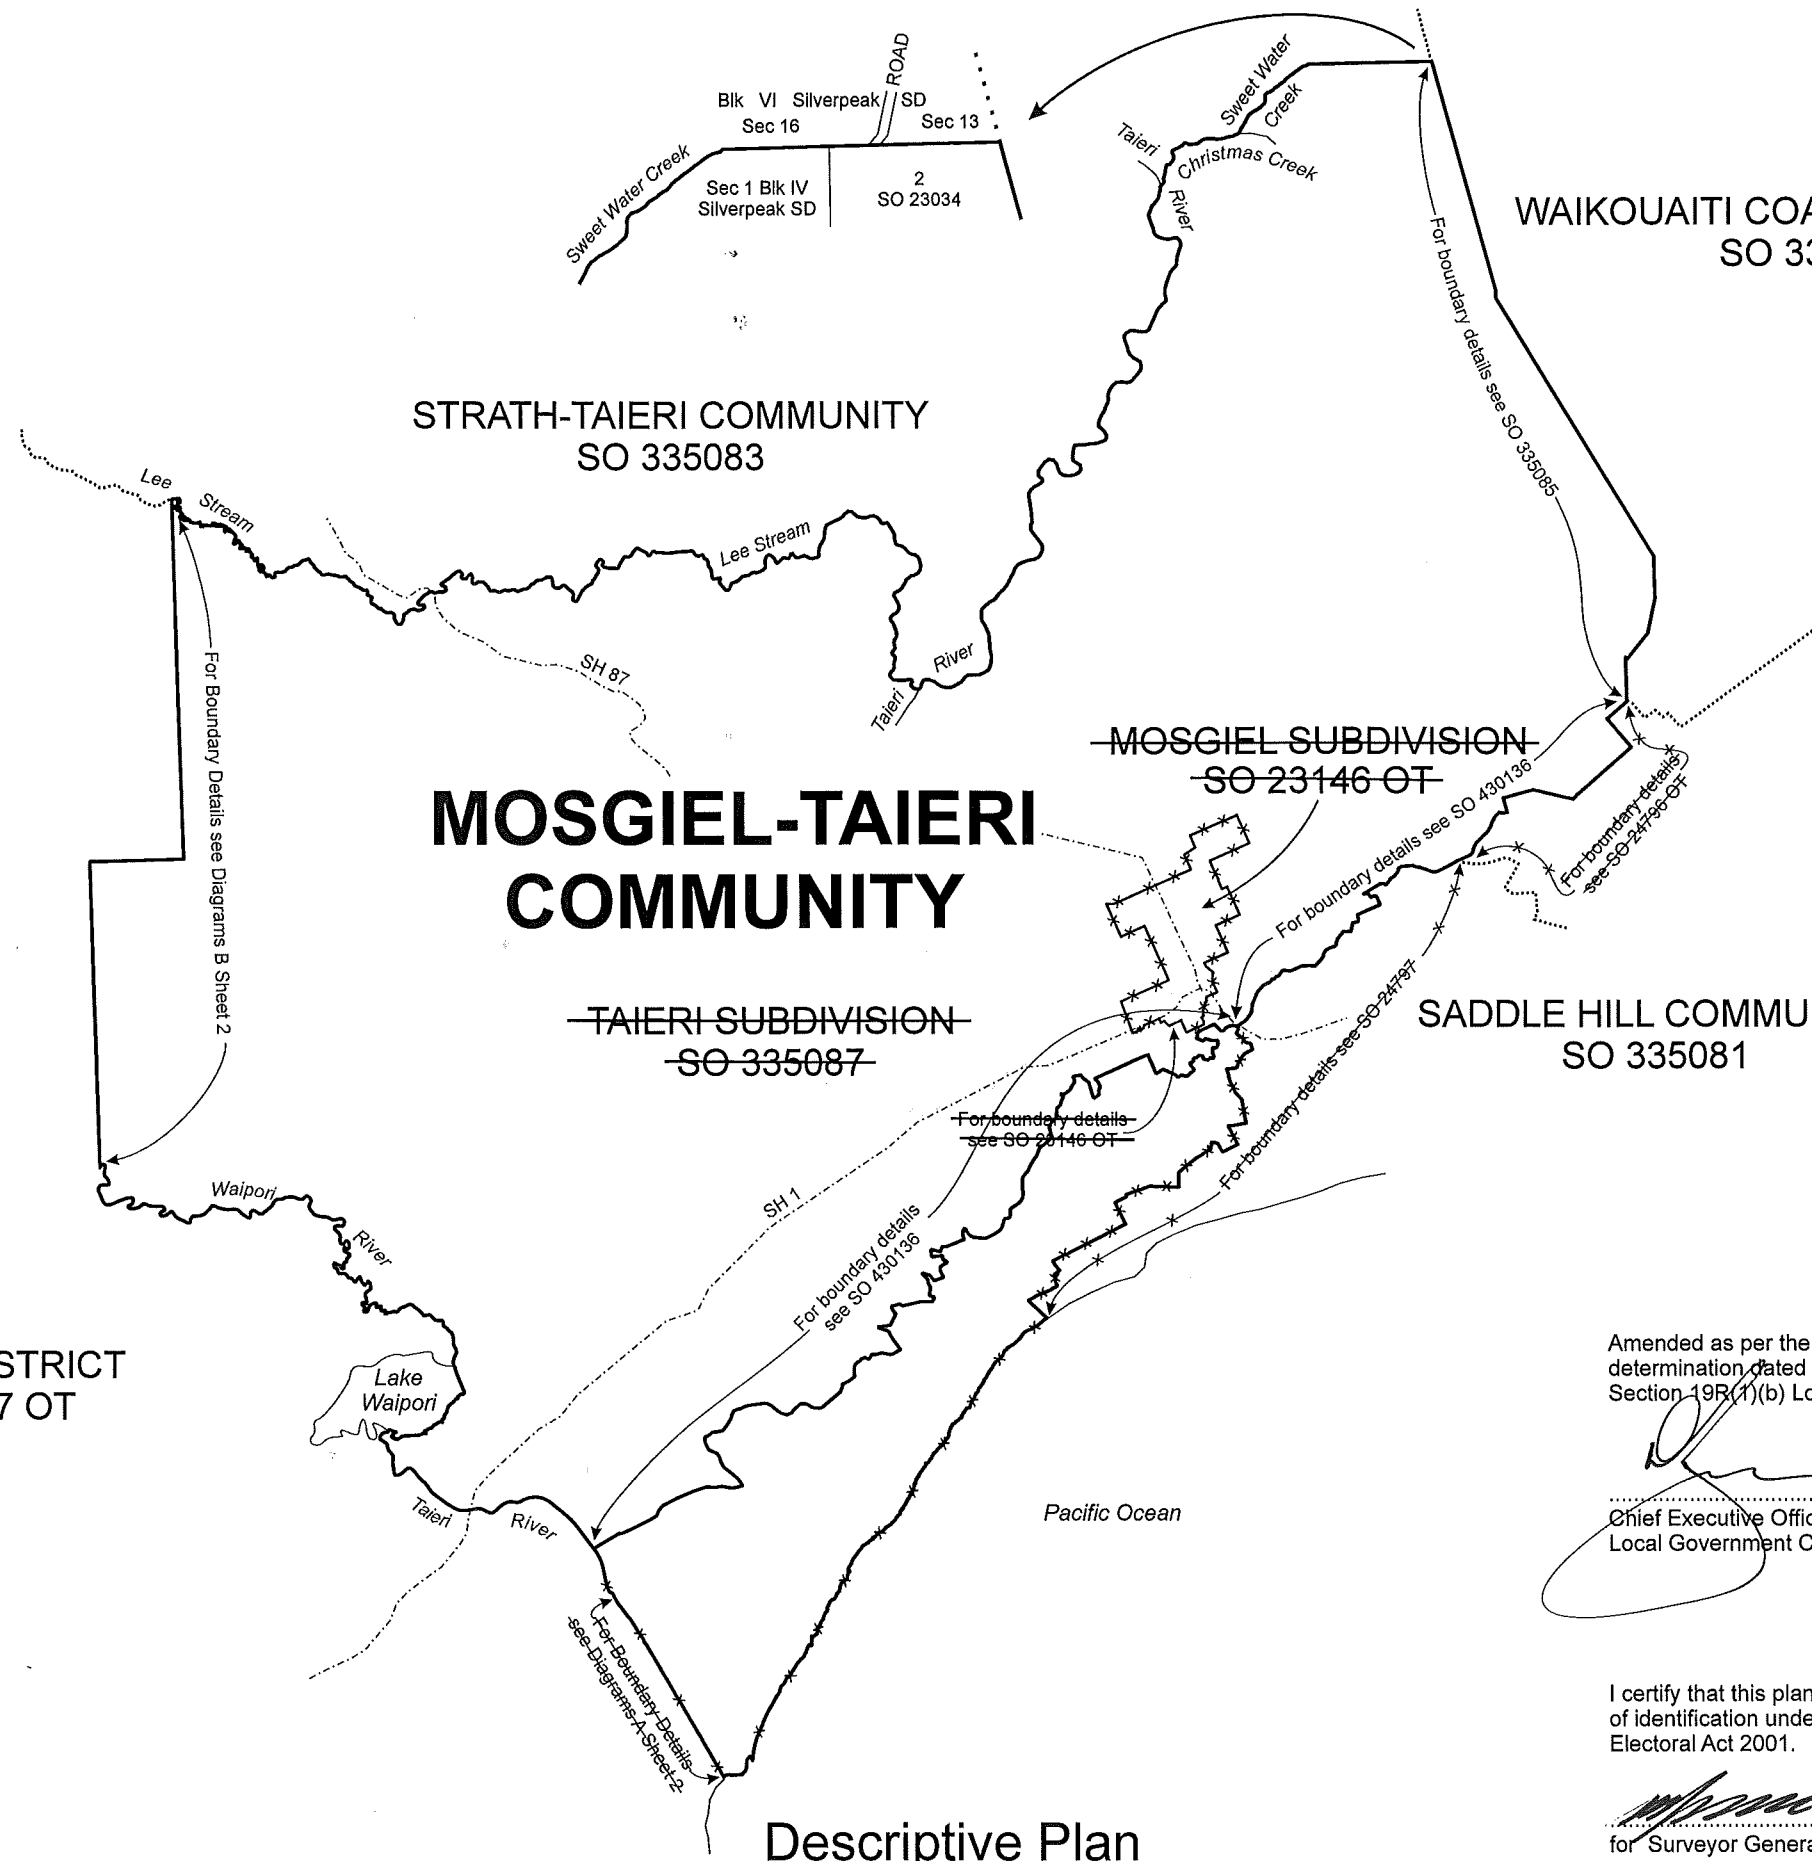 Blk VI Silverpeak SD
ROAD
Sec 16
Sec 13
Sweet Water Creek
Sec 1 Blk IV
Silverpeak SD
2
SO 23034
Sweet Water
Creek
Taieri
River
Christmas Creek
WAIKOUAITI COA
SO 33
For boundary details see SO 335085
STRATH-TAIERI COMMUNITY
SO 335083
Lee
Stream
Lee Stream
SH 87
Taieri
River
For Boundary Details see Diagrams B Sheet 2
MOSGIEL SUBDIVISION
SO 23146 OT
For boundary details see SO 430136
For boundary details
see SO 24796 OT
MOSGIEL-TAIERI
COMMUNITY
TAIERI SUBDIVISION
SO 335087
SADDLE HILL COMMU
SO 335081
For boundary details see SO 24797
For boundary details
see SO 23146 OT
SH 1
For boundary details
see SO 430136
Waipori
River
Lake
Waipori
STRICT
7 OT
Taieri
River
Pacific Ocean
For Boundary Details
see Diagrams A Sheet 2
Amended as per the
determination dated
Section 19R(1)(b) Lo
Chief Executive Offic
Local Government C
I certify that this plan
of identification unde
Electoral Act 2001.
for Surveyor Genera
Descriptive Plan